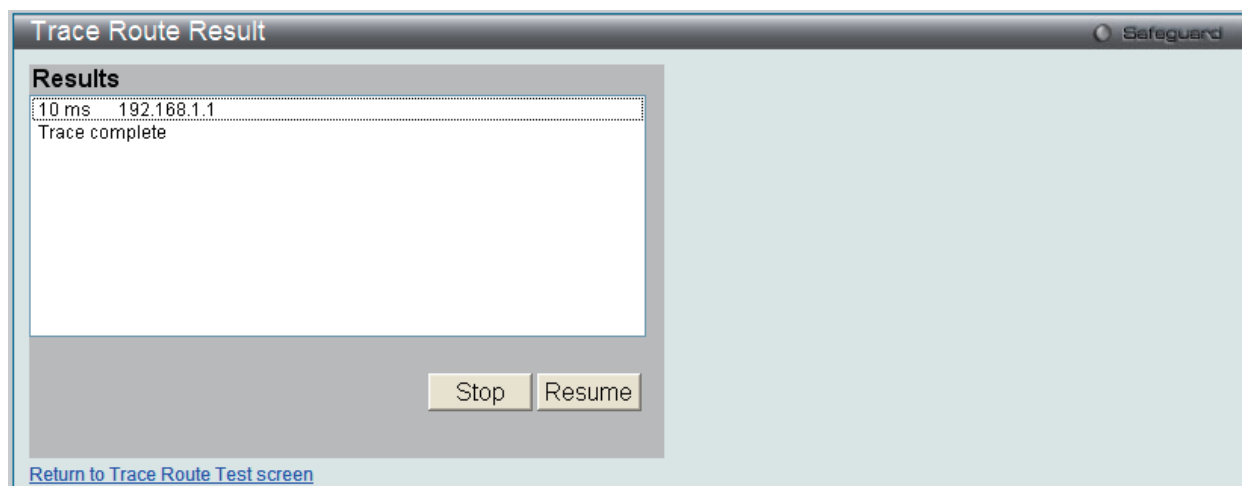 Trace Route Result
Safeguard
Results
10 ms 192.168.1.1
Trace complete
Stop
Resume
Return to Trace Route Test screen